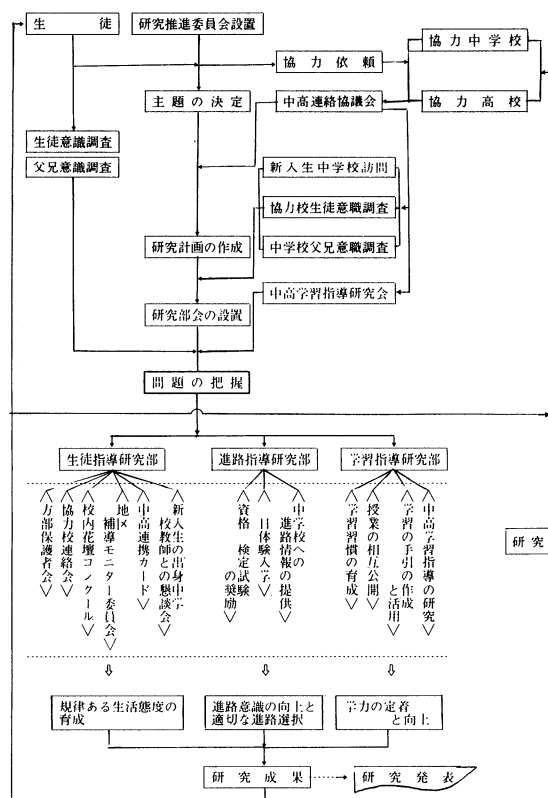 生徒
研究推進委員会設置
協力依頼
協力中学校
主題の決定
中高連絡協議会
協力高校
生徒意識調査
父兄意識調査
新入生中学校訪問
協力校生徒意職調査
研究計画の作成
中学校父兄意職調査
中高学習指導研究会
研究部会の設置
問題の把握
生徒指導研究部
進路指導研究部
学習指導研究部
<新入生の出身中学
校教師との懇談会>
<中高連携カード>
<地区
補導モニター委員会>
<校内花壇コンクール>
<協力校連絡会>
<方部保護者会>
<中学校への
進路情報の提供>
<一日体験入学>
<資格 検定試験
の奨励>
<中高学習指導の研究>
<学習の手引の作成
と活用>
<授業の相互公開>
<学習習慣の育成>
研究
規律ある生活態度の
育成
進路意識の向上と
適切な進路選択
学力の定着
と向上
研究成果
研究発表